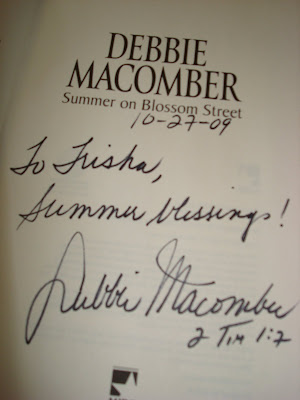 DEBBIE
MACOMBER
Summer on Blossom Street
10-27-09
To Trisha,
Summer blessings!
Debbie Macomber
2 Tim 1:7